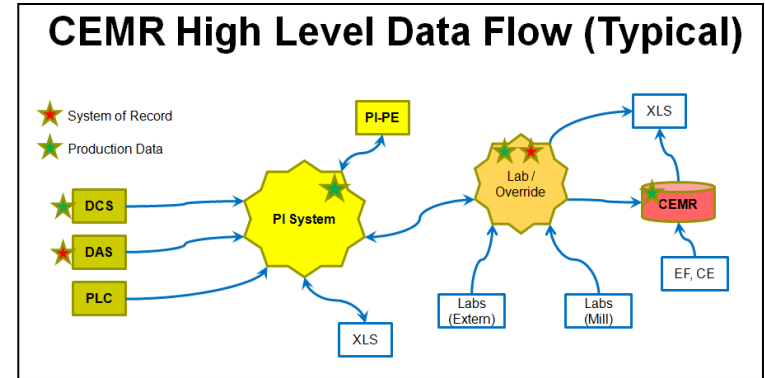 CEMR High Level Data Flow (Typical)
System of Record
Production Data
PI-PE
XLS
Lab /
Override
DCS
CEMR
PI System
DAS
EF, CE
PLC
Labs
(Extern)
Labs
(Mill)
XLS